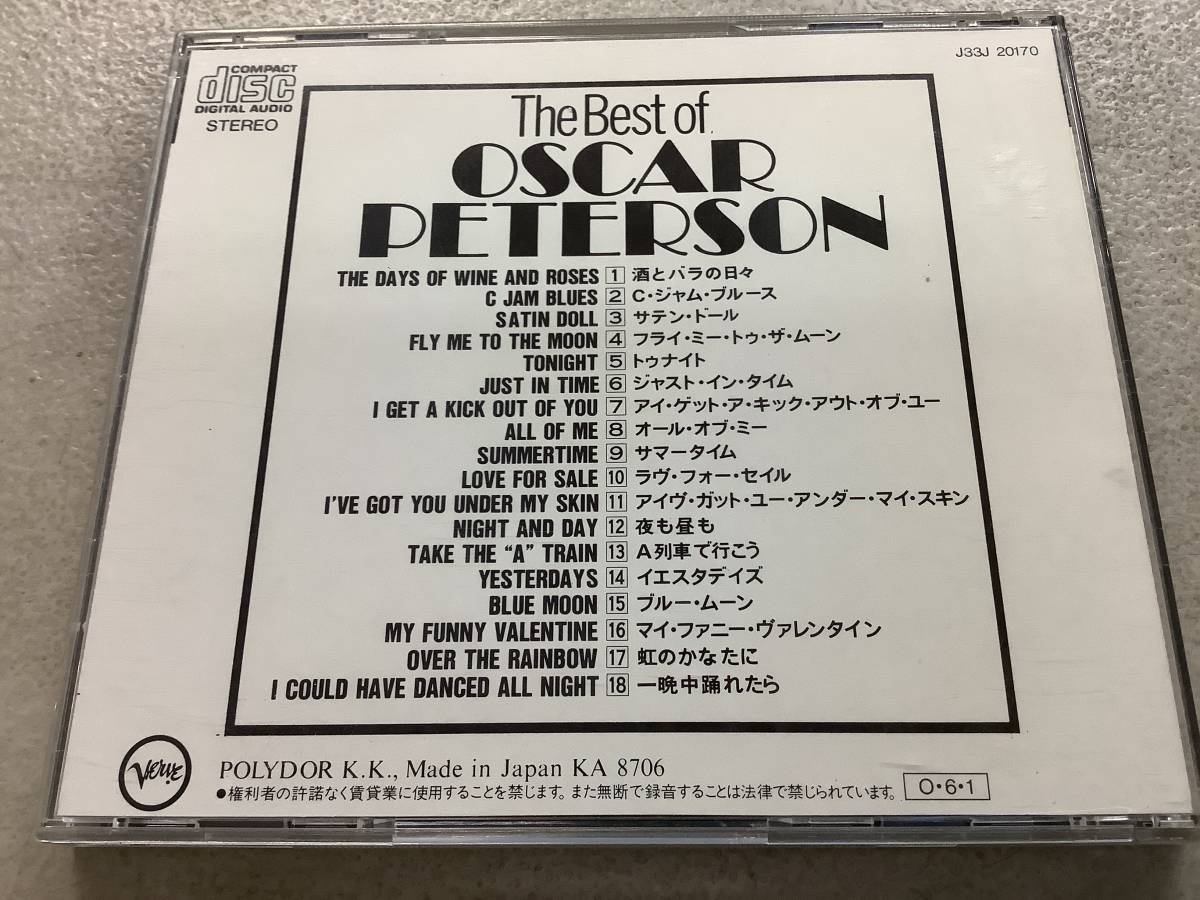 J33J 20170
COMPACT
disc
DIGITAL AUDIO
STEREO
The Best of
OSCAR
PETERSON
THE DAYS OF WINE AND ROSES 1 酒とバラの日々
C JAM BLUES 2 C・ジャム・ブルース
SATIN DOLL 3 サテン・ドール
FLY ME TO THE MOON 4 フライ・ミー・トゥ・ザ・ムーン
TONIGHT 5 トゥナイト
JUST IN TIME 6 ジャスト・イン・タイム
I GET A KICK OUT OF YOU 7 アイ・ゲット・ア・キック・アウト・オブ・ユー
ALL OF ME 8 オール・オブ・ミー
SUMMERTIME 9 サマータイム
LOVE FOR SALE 10 ラヴ・フォー・セイル
I'VE GOT YOU UNDER MY SKIN 11 アイヴ・ガット・ユー・アンダー・マイ・スキン
NIGHT AND DAY 12 夜も昼も
TAKE THE "A" TRAIN 13 A列車で行こう
YESTERDAYS 14 イエスタデイズ
BLUE MOON 15 ブルー・ムーン
MY FUNNY VALENTINE 16 マイ・ファニー・ヴァレンタイン
OVER THE RAINBOW 17 虹のかなたに
I COULD HAVE DANCED ALL NIGHT 18 一晩中踊れたら
Verve
POLYDOR K.K., Made in Japan KA 8706
●権利者の許諾なく賃貸業に使用することを禁じます。また無断で録音することは法律で禁じられています。
O・6・1